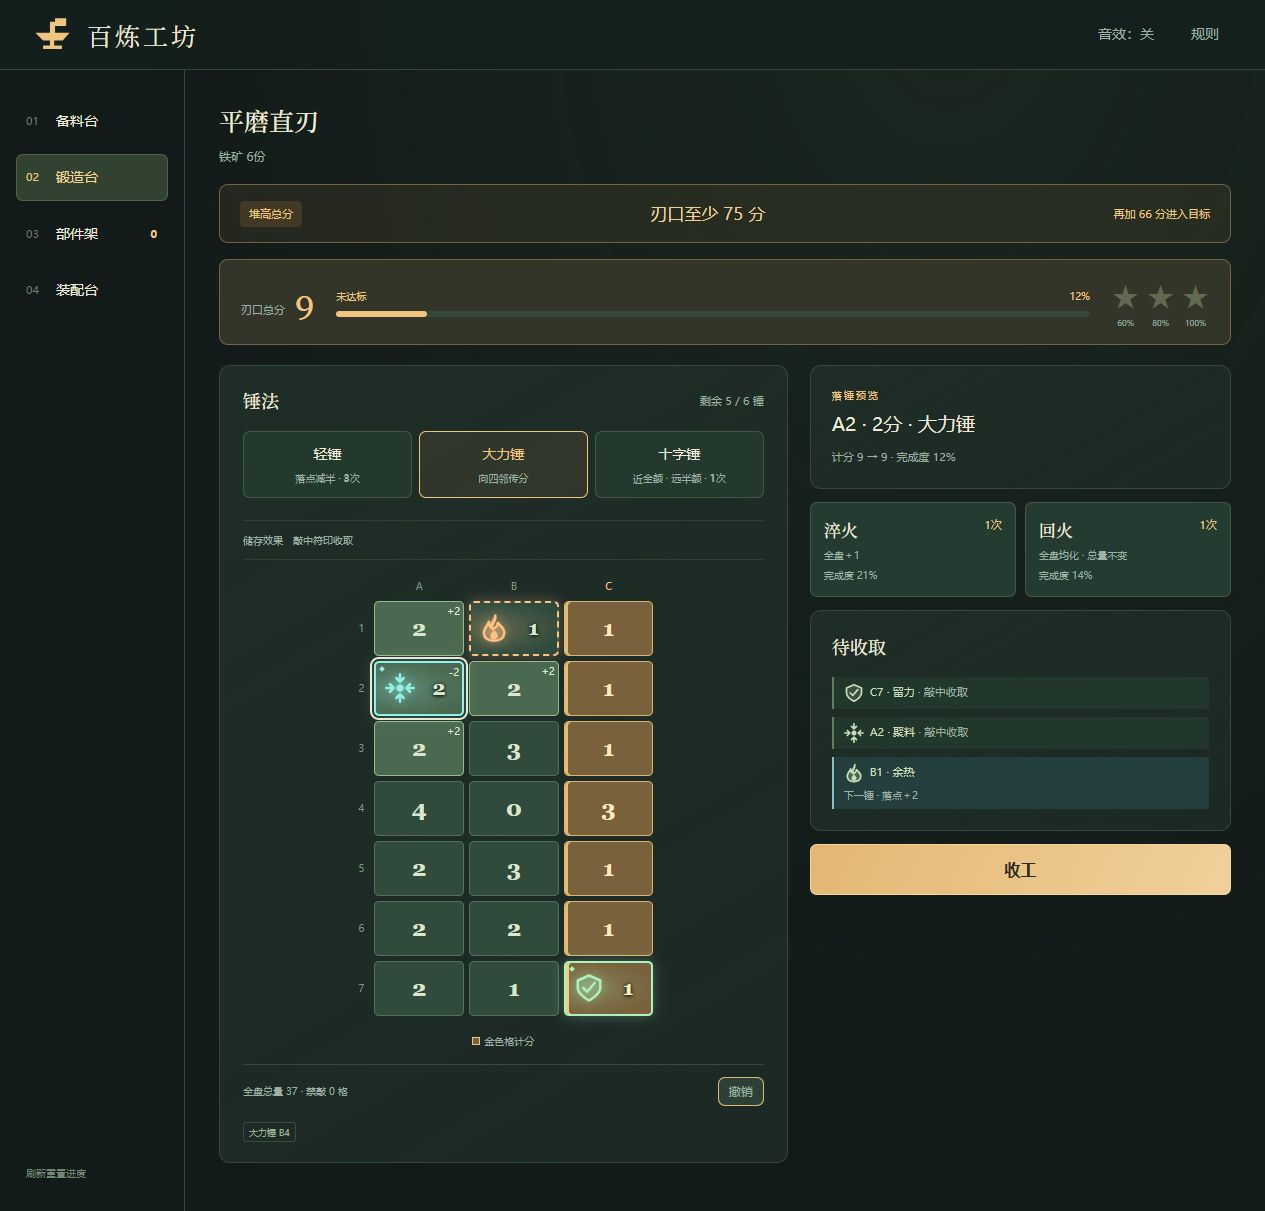 百炼工坊
音效：关
规则
01 备料台
02 锻造台
03 部件架 0
04 装配台
刷新重置进度
平磨直刃
铁矿 6份
堆高总分
刃口至少 75 分
再加 66 分进入目标
刃口总分 9
未达标
12%
60% 80% 100%
锤法
剩余 5 / 6 锤
轻锤
落点减半 · 3次
大力锤
向四邻传分
十字锤
近全额 · 远半额 · 1次
储存效果 敲中符印收取
A B C
1 2 +2 1 1
2 2 -2 2 +2 1
3 2 +2 3 1
4 4 0 3
5 2 3 1
6 2 2 1
7 2 1 1
金色格计分
全盘总量 37 · 禁敲 0 格
撤销
大力锤 B4
落锤预览
A2 · 2分 · 大力锤
计分 9 → 9 · 完成度 12%
淬火 1次
全盘 + 1
完成度 21%
回火 1次
全盘均化 · 总量不变
完成度 14%
待收取
C7 · 留力 · 敲中收取
A2 · 聚料 · 敲中收取
B1 · 余热
下一锤 · 落点 + 2
收工